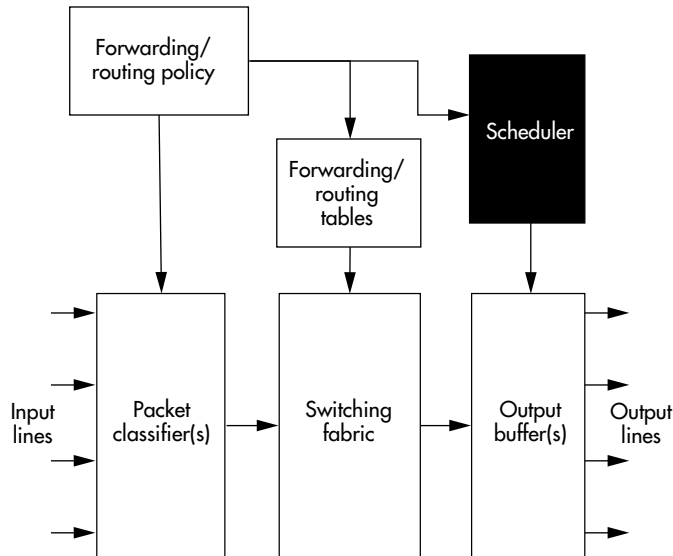 Forwarding/
routing policy
Scheduler
Forwarding/
routing
tables
Input
lines
Packet
classifier(s)
Switching
fabric
Output
buffer(s)
Output
lines